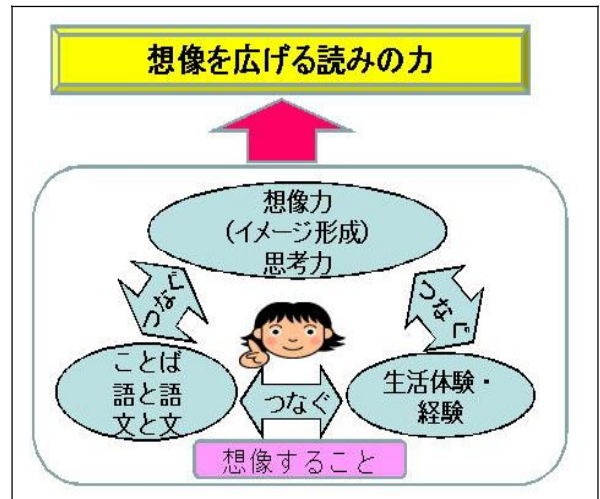 想像を広げる読みの力
想像力
(イメージ形成)
思考力
つなぐ
つなぐ
ことば
語と語
文と文
つなぐ
生活体験・
経験
想像すること